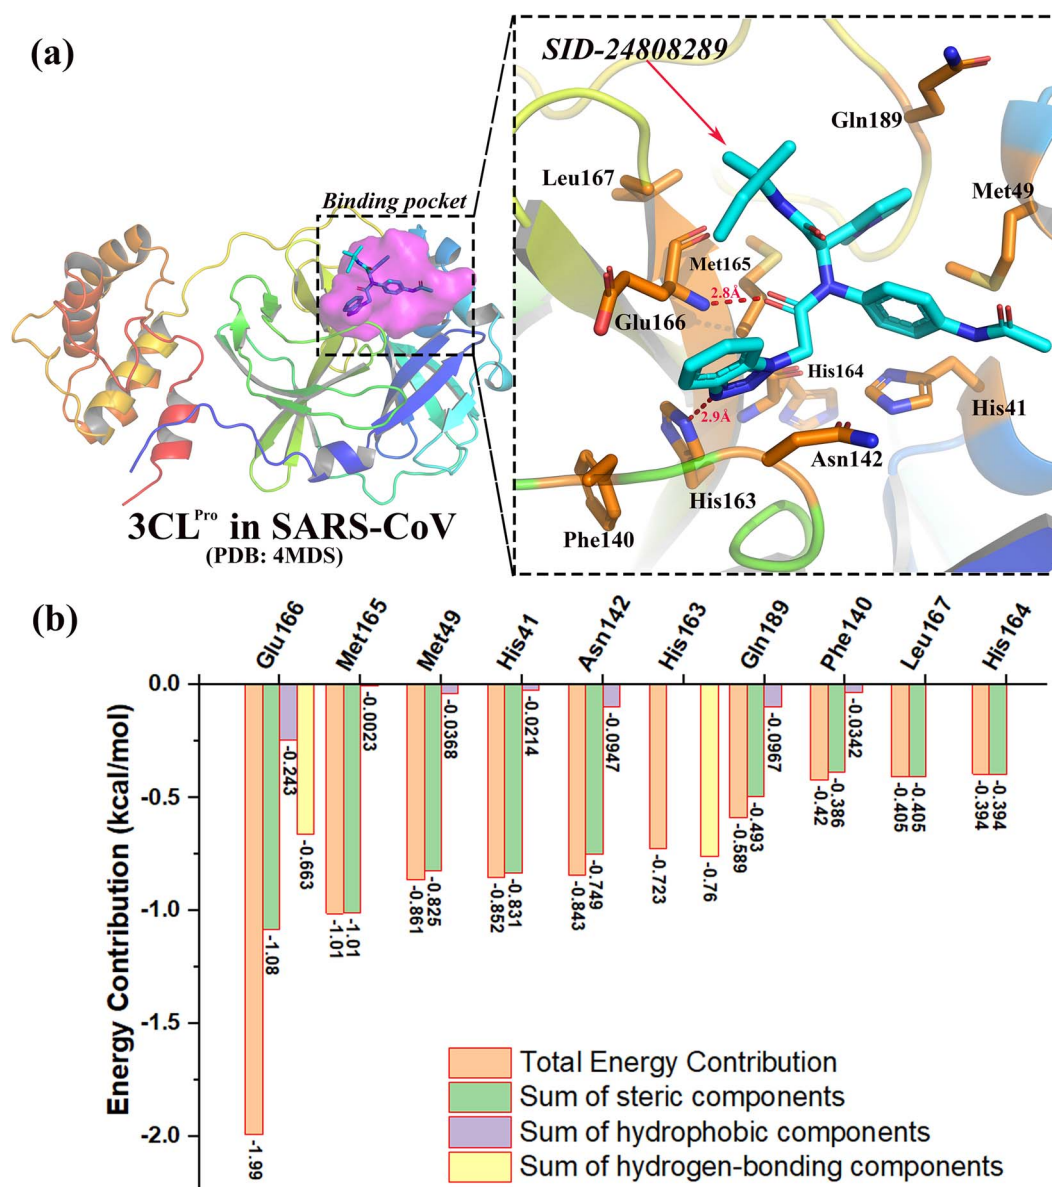 (a)
SID-24808289
Gln189
Leu167
Met49
Binding pocket
Met165
2.8Å
Glu166
His164
His41
2.9Å
Asn142
His163
Phe140
3CLPro in SARS-CoV
(PDB: 4MDS)
(b)
Glu166
Met165
Met49
His41
Asn142
His163
Gln189
Phe140
Leu167
His164
Energy Contribution (kcal/mol)
0.0
-0.5
-1.0
-1.5
-2.0
-1.99
-1.08
-0.243
-0.663
-1.01
-1.01
-0.0023
-0.861
-0.825
-0.0368
-0.852
-0.831
-0.0214
-0.843
-0.749
-0.0947
-0.723
-0.76
-0.589
-0.493
-0.0967
-0.42
-0.386
-0.0342
-0.405
-0.405
-0.394
-0.394
Total Energy Contribution
Sum of steric components
Sum of hydrophobic components
Sum of hydrogen-bonding components